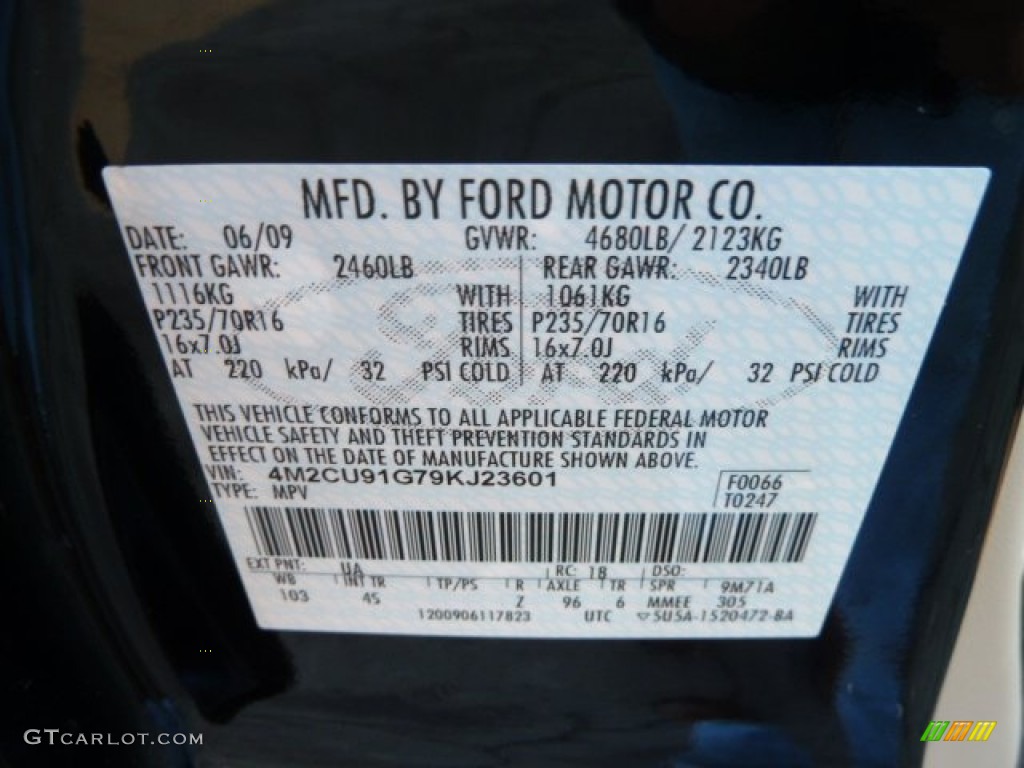 MFD. BY FORD MOTOR CO.
DATE: 06/09 GVWR: 4680LB/ 2123KG
FRONT GAWR: 2460LB REAR GAWR: 2340LB
1116KG WITH 1061KG WITH
P235/70R16 TIRES P235/70R16 TIRES
16x7.0J RIMS 16x7.0J RIMS
AT 220 kPa/ 32 PSI COLD AT 220 kPa/ 32 PSI COLD
THIS VEHICLE CONFORMS TO ALL APPLICABLE FEDERAL MOTOR
VEHICLE SAFETY AND THEFT PREVENTION STANDARDS IN
EFFECT ON THE DATE OF MANUFACTURE SHOWN ABOVE.
VIN: 4M2CU91G79KJ23601 F0066
TYPE: MPV T0247
EXT PNT: UA RC: 18 DSO:
WB INT TR TP/PS R AXLE TR SPR 9M71A
103 45 Z 96 6 MMEE 305
1200906117823 UTC 5U5A-1520472-BA
GTCARLOT.COM